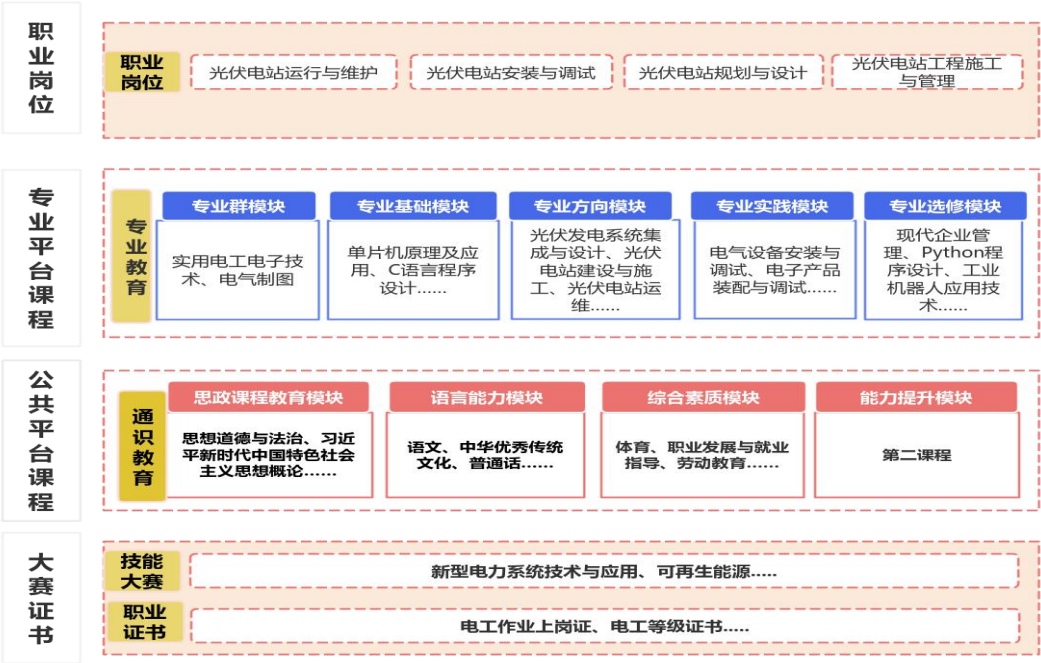 职业岗位
职业
岗位
光伏电站运行与维护
光伏电站安装与调试
光伏电站规划与设计
光伏电站工程施工
与管理
专业平台课程
专业教育
专业群模块
实用电工电子技
术、电气制图
专业基础模块
单片机原理及应
用、C语言程序
设计......
专业方向模块
光伏发电系统集
成与设计、光伏
电站建设与施
工、光伏电站运
维......
专业实践模块
电气设备安装与
调试、电子产品
装配与调试......
专业选修模块
现代企业管
理、Python程
序设计、工业
机器人应用技
术......
公共平台课程
通识教育
思政课程教育模块
思想道德与法治、习近
平新时代中国特色社会
主义思想概论......
语言能力模块
语文、中华优秀传统
文化、普通话......
综合素质模块
体育、职业发展与就业
指导、劳动教育......
能力提升模块
第二课程
大赛证书
技能
大赛
新型电力系统技术与应用、可再生能源.....
职业
证书
电工作业上岗证、电工等级证书.....